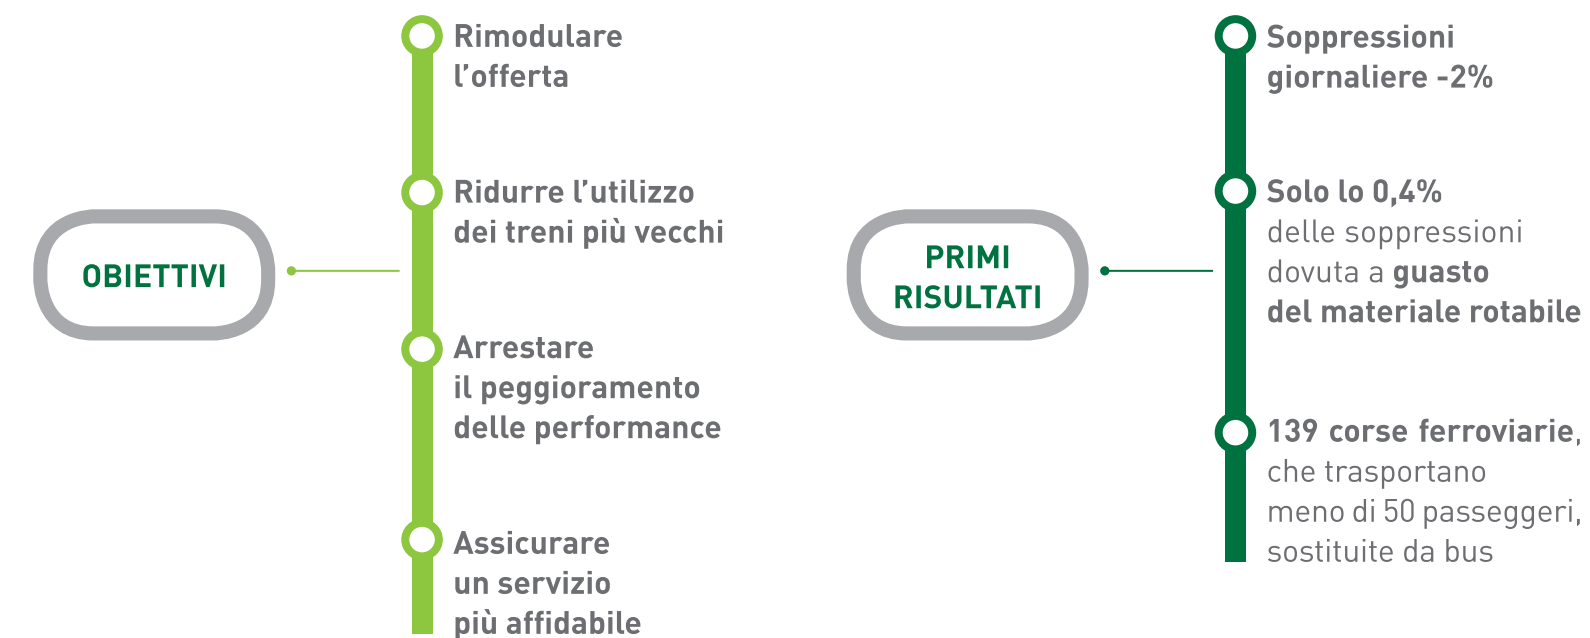 OBIETTIVI
Rimodulare
l’offerta
Ridurre l’utilizzo
dei treni più vecchi
Arrestare
il peggioramento
delle performance
Assicurare
un servizio
più affidabile
PRIMI
RISULTATI
Soppressioni
giornaliere -2%
Solo lo 0,4%
delle soppressioni
dovuta a guasto
del materiale rotabile
139 corse ferroviarie,
che trasportano
meno di 50 passeggeri,
sostituite da bus